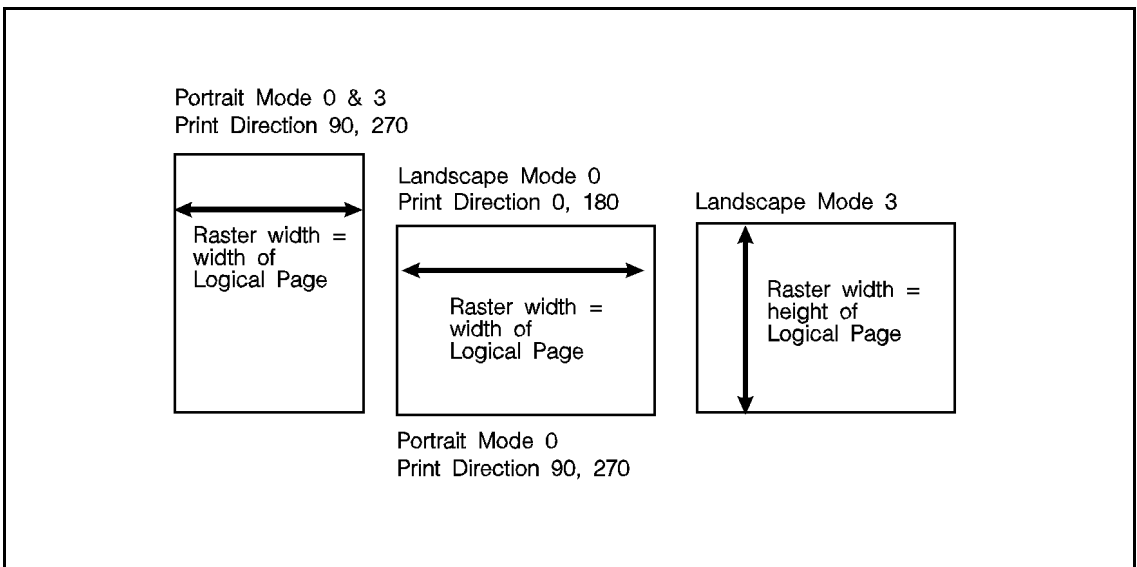 Portrait Mode 0 & 3
Print Direction 90, 270
Raster width =
width of
Logical Page
Landscape Mode 0
Print Direction 0, 180
Raster width =
width of
Logical Page
Portrait Mode 0
Print Direction 90, 270
Landscape Mode 3
Raster width =
height of
Logical Page